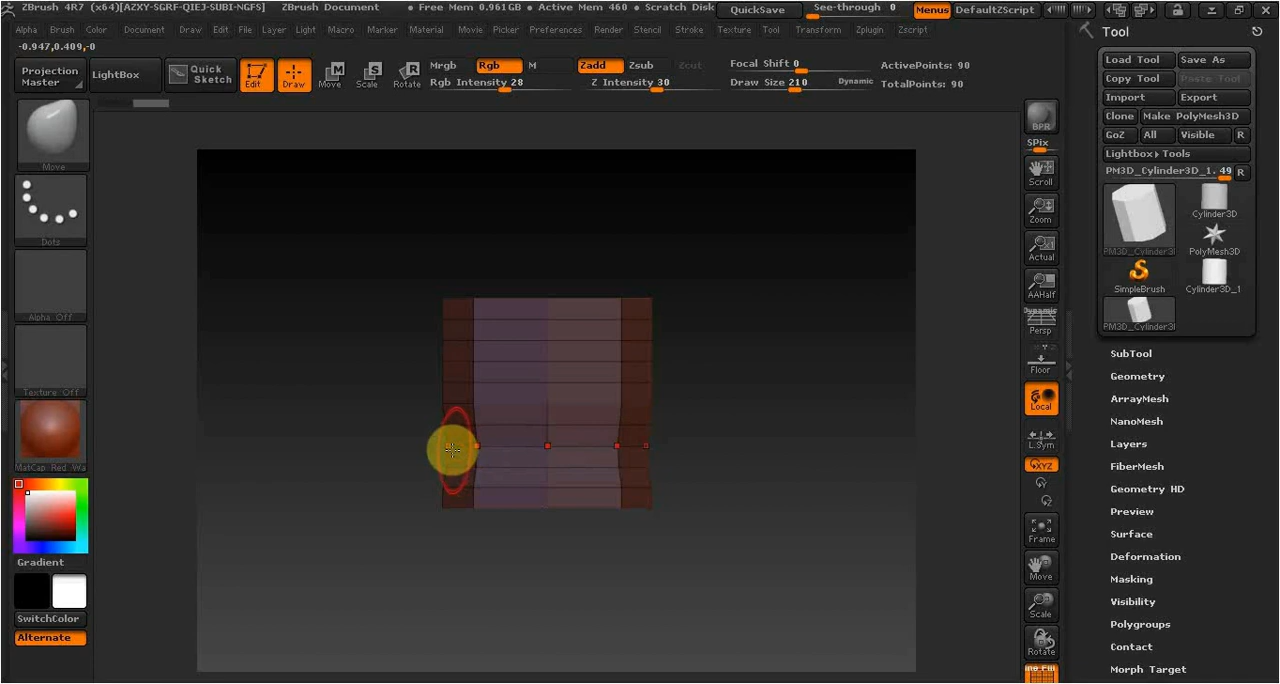 ZBrush 4R7 (x64)[AZXY-SGRF-QIEJ-SUBI-NGFS] ZBrush Document • Free Mem 0.961GB • Active Mem 460 • Scratch Disk QuickSave See-through 0 Menus DefaultZScript
Alpha Brush Color Document Draw Edit File Layer Light Macro Marker Material Movie Picker Preferences Render Stencil Stroke Texture Tool Transform Zplugin Zscript
-0.947,0.409,-0
Projection Master
LightBox
Quick Sketch
Edit
Draw
Move
Scale
Rotate
Mrgb Rgb M
Rgb Intensity 28
Zadd Zsub Zcut
Z Intensity 30
Focal Shift 0
Draw Size 210 Dynamic
ActivePoints: 90
TotalPoints: 90
Move
Dots
Alpha Off
Texture Off
MatCap Red Wa
Gradient
SwitchColor
Alternate
BPR
SPix
Scroll
Zoom
Actual
AAHalf
Dynamic
Persp
Floor
Local
L.Sym
XYZ
Frame
Move
Scale
Rotate
Tool
Load Tool Save As
Copy Tool Paste Tool
Import Export
Clone Make PolyMesh3D
GoZ All Visible R
Lightbox▸Tools
PM3D_Cylinder3D_1. 49 R
Cylinder3D
PM3D_Cylinder3I PolyMesh3D
SimpleBrush Cylinder3D_1
PM3D_Cylinder3I
SubTool
Geometry
ArrayMesh
NanoMesh
Layers
FiberMesh
Geometry HD
Preview
Surface
Deformation
Masking
Visibility
Polygroups
Contact
Morph Target